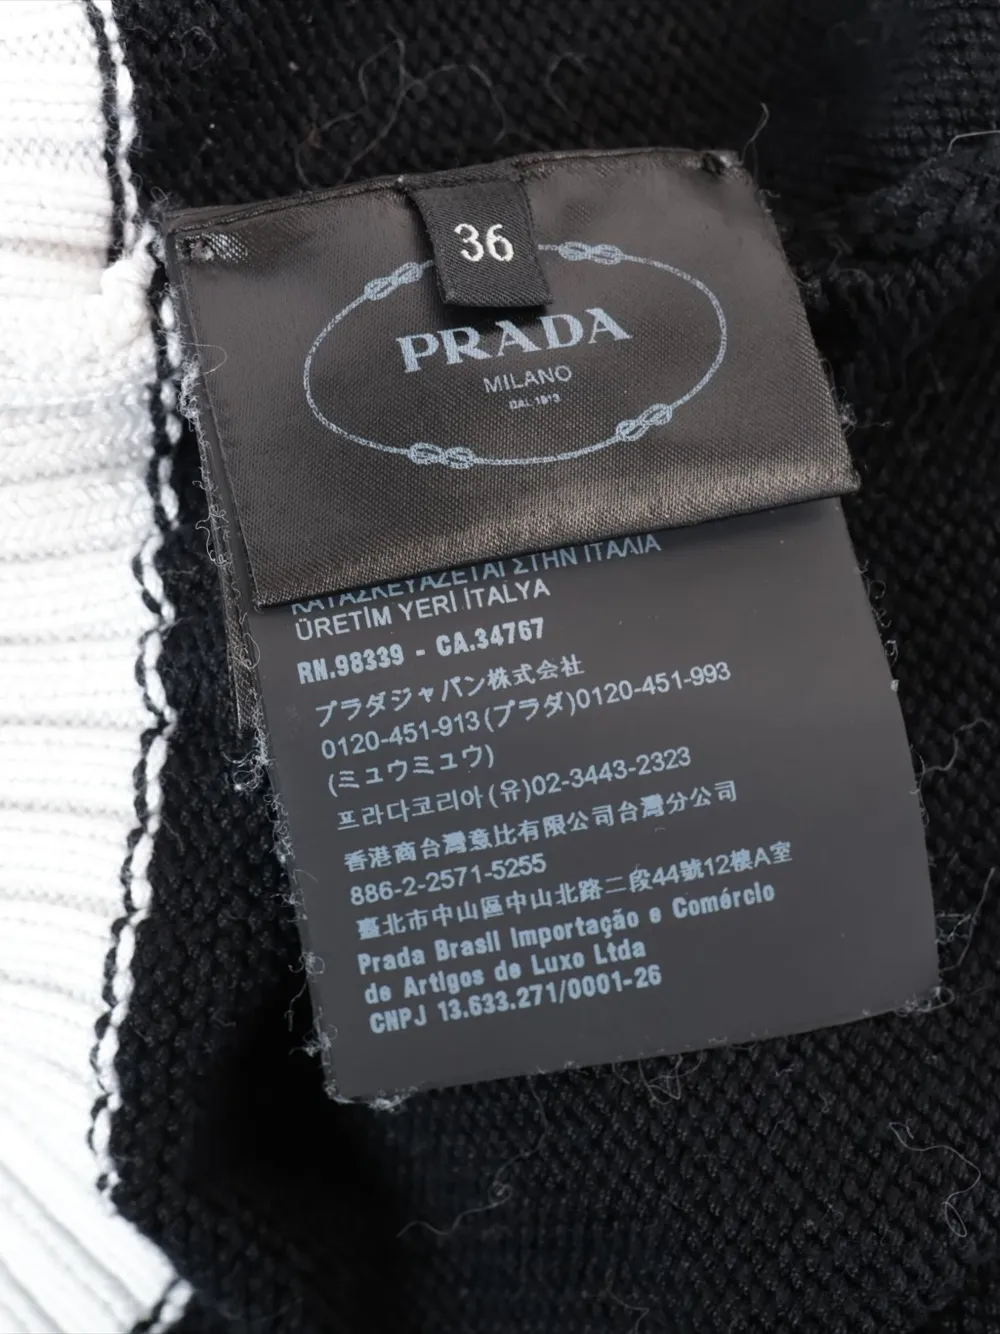 36
PRADA
MILANO
DAL 1913
ΚΑΤΑΣΚΕΥΑΖΕΤΑΙ ΣΤΗΝ ΙΤΑΛΙΑ
ÜRETİM YERİ İTALYA
RN.98339 - CA.34767
プラダジャパン株式会社
0120-451-913(プラダ)0120-451-993
(ミュウミュウ)
프라다코리아(유)02-3443-2323
香港商台灣意比有限公司台灣分公司
886-2-2571-5255
臺北市中山區中山北路二段44號12樓A室
Prada Brasil Importação e Comércio
de Artigos de Luxo Ltda
CNPJ 13.633.271/0001-26